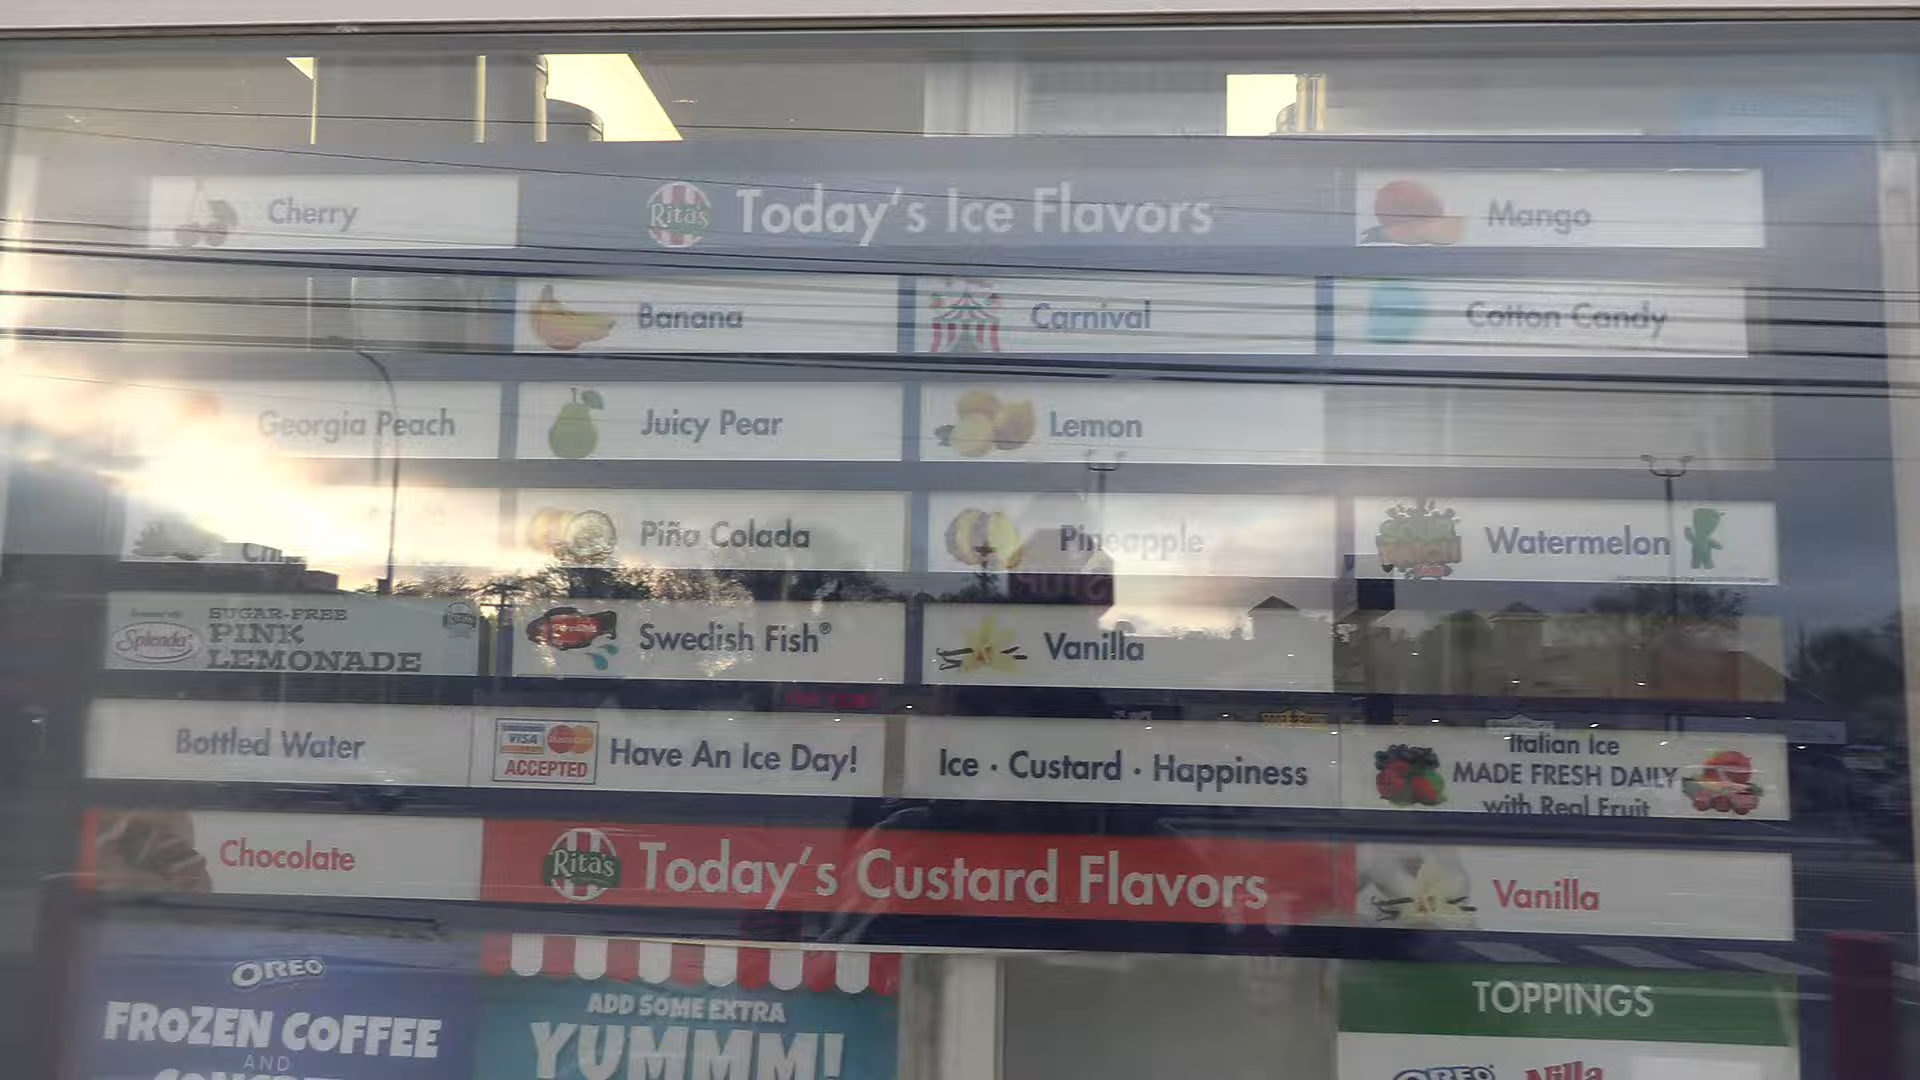 Cherry
Rita's
Today's Ice Flavors
Mango
Banana
Carnival
Cotton Candy
Georgia Peach
Juicy Pear
Lemon
Piña Colada
Pineapple
Watermelon
Splenda
SUGAR-FREE
PINK
LEMONADE
Swedish Fish®
Vanilla
Bottled Water
VISA
ACCEPTED
Have An Ice Day!
Ice · Custard · Happiness
Italian Ice
MADE FRESH DAILY
with Real Fruit
Chocolate
Rita's
Today's Custard Flavors
Vanilla
OREO
FROZEN COFFEE
AND
ADD SOME EXTRA
YUMMM!
TOPPINGS
OREO
Nilla